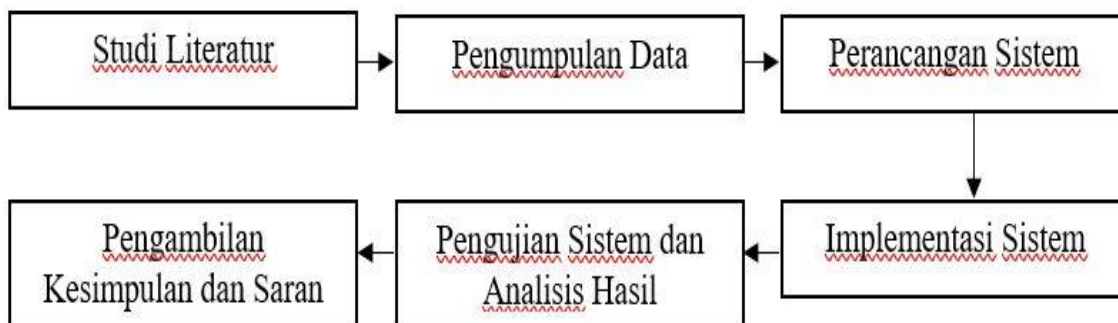 Studi Literatur
Pengumpulan Data
Perancangan Sistem
Implementasi Sistem
Pengujian Sistem dan
Analisis Hasil
Pengambilan
Kesimpulan dan Saran